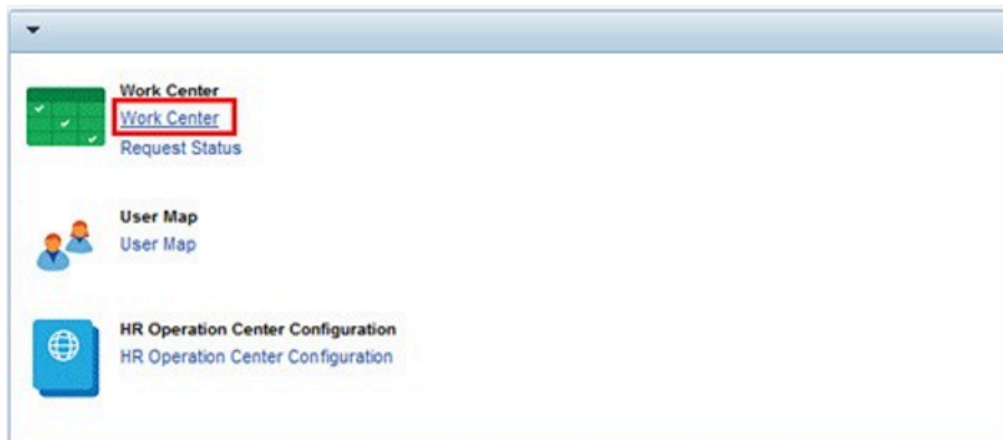 Work Center
Work Center
Request Status
User Map
User Map
HR Operation Center Configuration
HR Operation Center Configuration